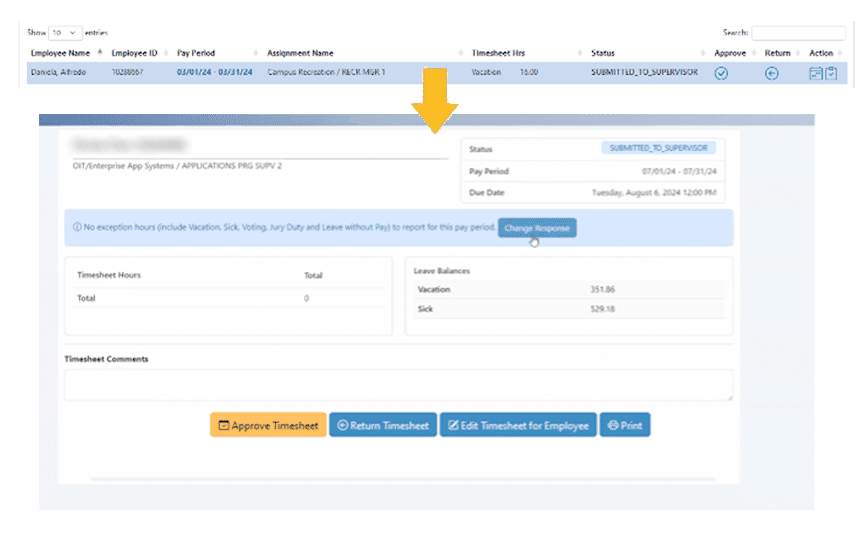 Show 10 entries
Search:
Employee Name Employee ID Pay Period Assignment Name Timesheet Hrs Status Approve Return Action
Daniela, Alfredo 03/01/24 - 03/31/24 Campus Recreation / RECR MGR 1 Vacation 16.00 SUBMITTED_TO_SUPERVISOR
OIT/Enterprise App Systems / APPLICATIONS PRG SUPV 2
Status SUBMITTED_TO_SUPERVISOR
Pay Period 07/01/24 - 07/31/24
Due Date Tuesday, August 6, 2024 12:00 PM
No exception hours (include Vacation, Sick, Voting, Jury Duty and Leave without Pay) to report for this pay period. Change Response
Timesheet Hours Total
Total 0
Leave Balances
Vacation 351.86
Sick 529.18
Timesheet Comments
Approve Timesheet Return Timesheet Edit Timesheet for Employee Print